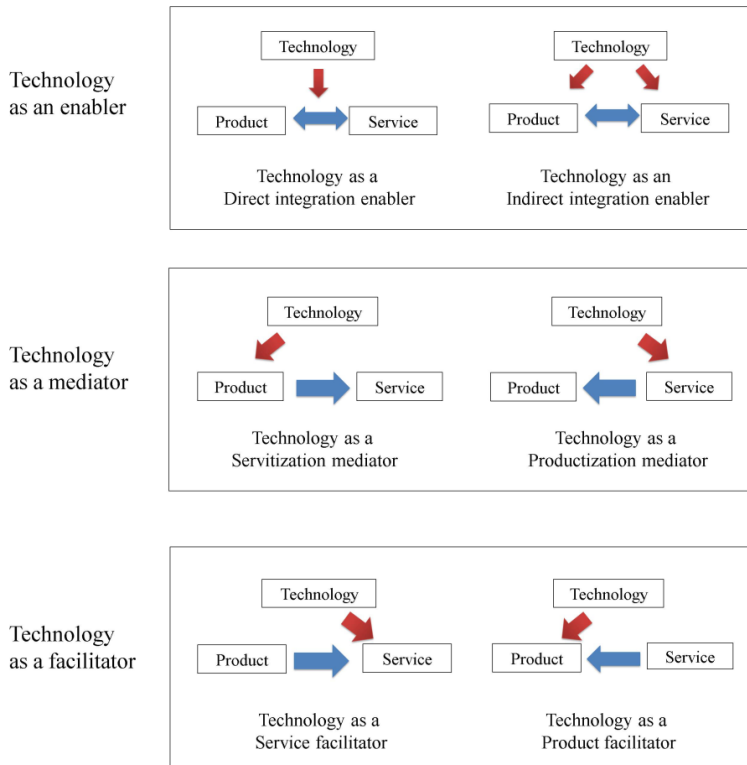 Technology
as an enabler
Technology
Product
Service
Technology as a
Direct integration enabler
Technology
Product
Service
Technology as an
Indirect integration enabler
Technology
as a mediator
Technology
Product
Service
Technology as a
Servitization mediator
Technology
Product
Service
Technology as a
Productization mediator
Technology
as a facilitator
Technology
Product
Service
Technology as a
Service facilitator
Technology
Product
Service
Technology as a
Product facilitator